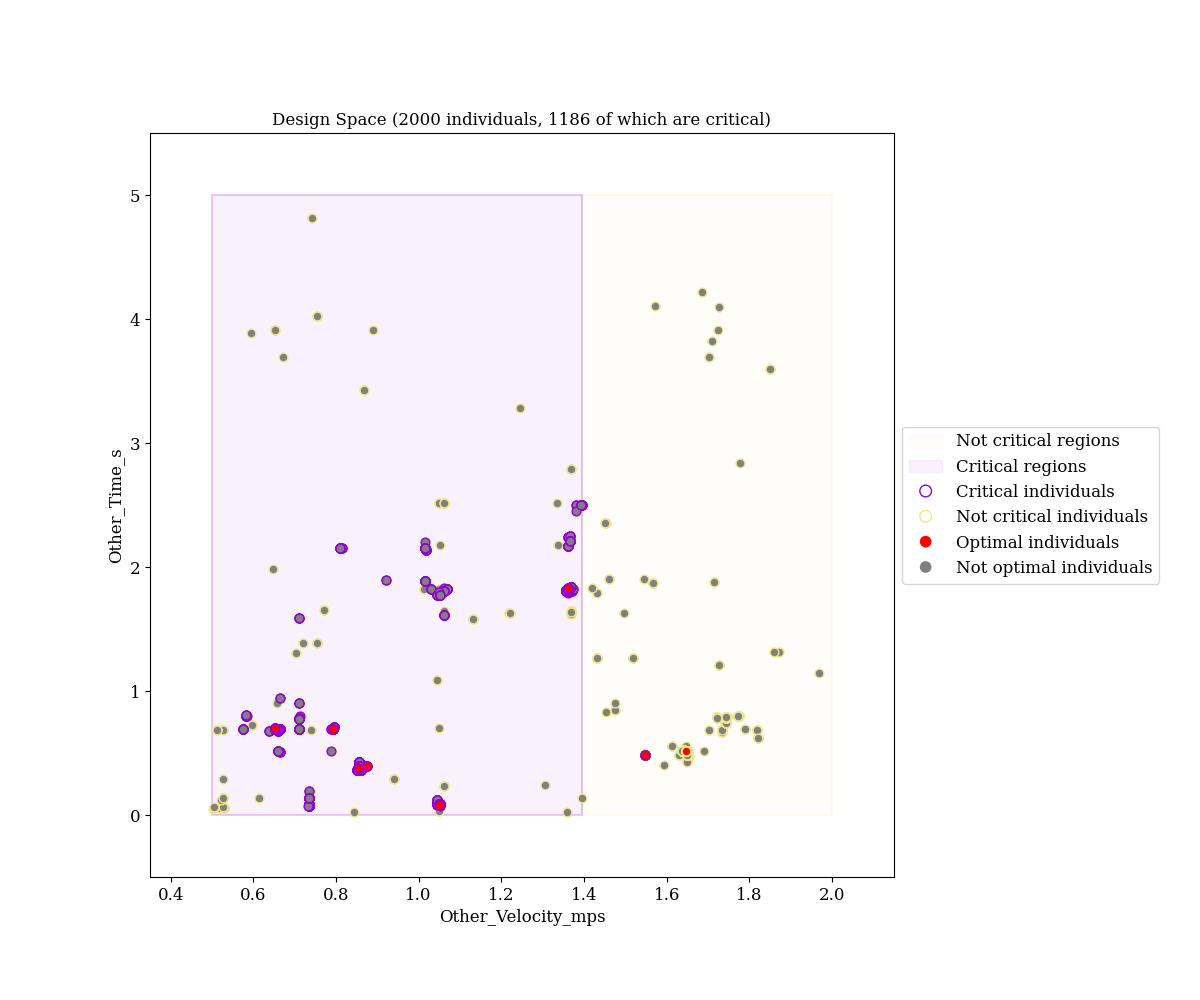 Design Space (2000 individuals, 1186 of which are critical)
5
4
3
2
1
0
Other_Time_s
0.4 0.6 0.8 1.0 1.2 1.4 1.6 1.8 2.0
Other_Velocity_mps
Not critical regions
Critical regions
Critical individuals
Not critical individuals
Optimal individuals
Not optimal individuals